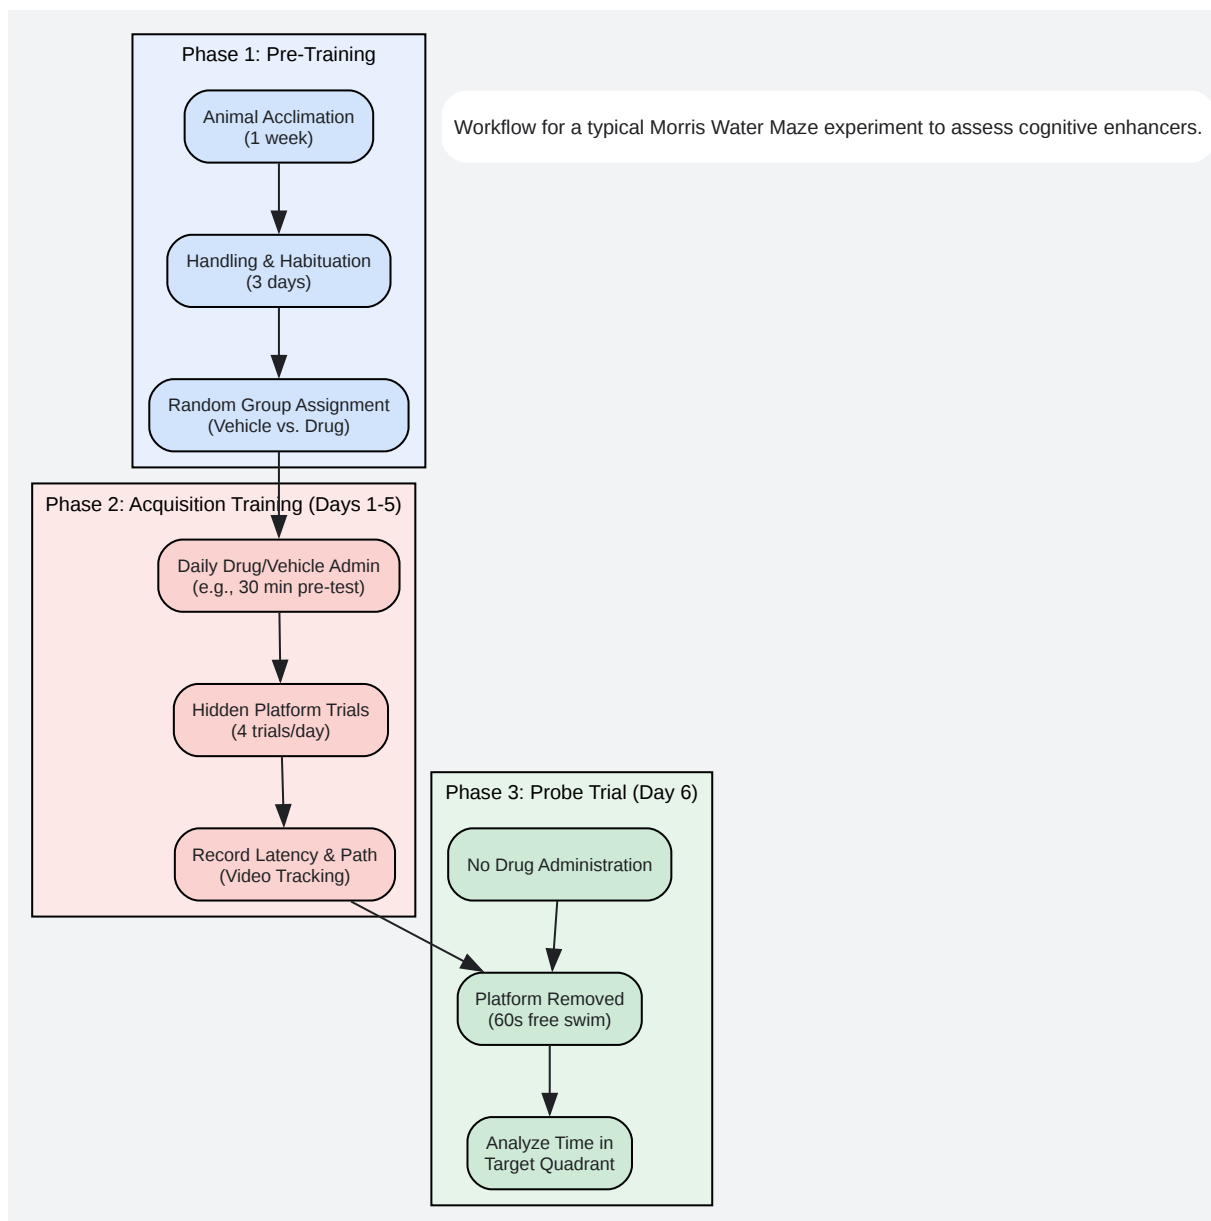 Phase 1: Pre-Training
Animal Acclimation
(1 week)
Workflow for a typical Morris Water Maze experiment to assess cognitive enhancers.
Handling & Habituation
(3 days)
Random Group Assignment
(Vehicle vs. Drug)
Phase 2: Acquisition Training (Days 1-5)
Daily Drug/Vehicle Admin
(e.g., 30 min pre-test)
Hidden Platform Trials
(4 trials/day)
Record Latency & Path
(Video Tracking)
Phase 3: Probe Trial (Day 6)
No Drug Administration
Platform Removed
(60s free swim)
Analyze Time in
Target Quadrant